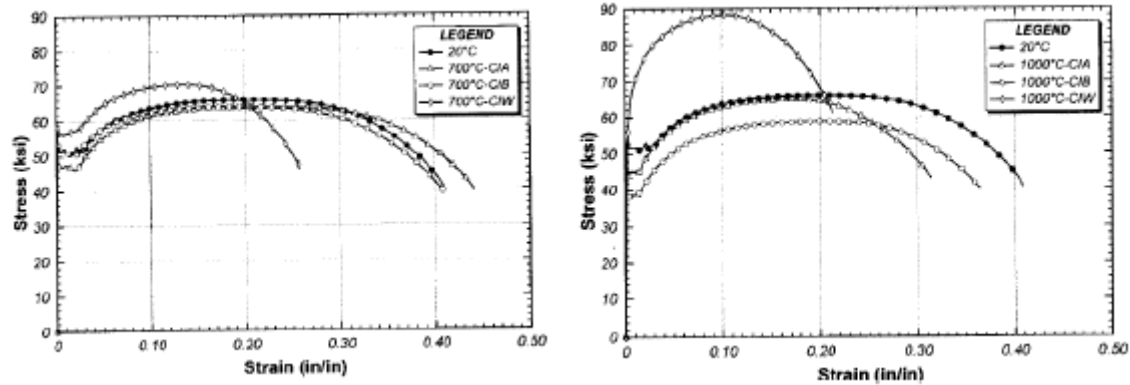 90
80
70
60
50
40
30
20
10
0
Stress (ksi)
LEGEND
20°C
700°C-CIA
700°C-CIB
700°C-CIW
0
0.10
0.20
0.30
0.40
0.50
Strain (in/in)
90
80
70
60
50
40
30
20
10
0
Stress (ksi)
LEGEND
20°C
1000°C-CIA
1000°C-CIB
1000°C-CIW
0
0.10
0.20
0.30
0.40
0.50
Strain (in/in)